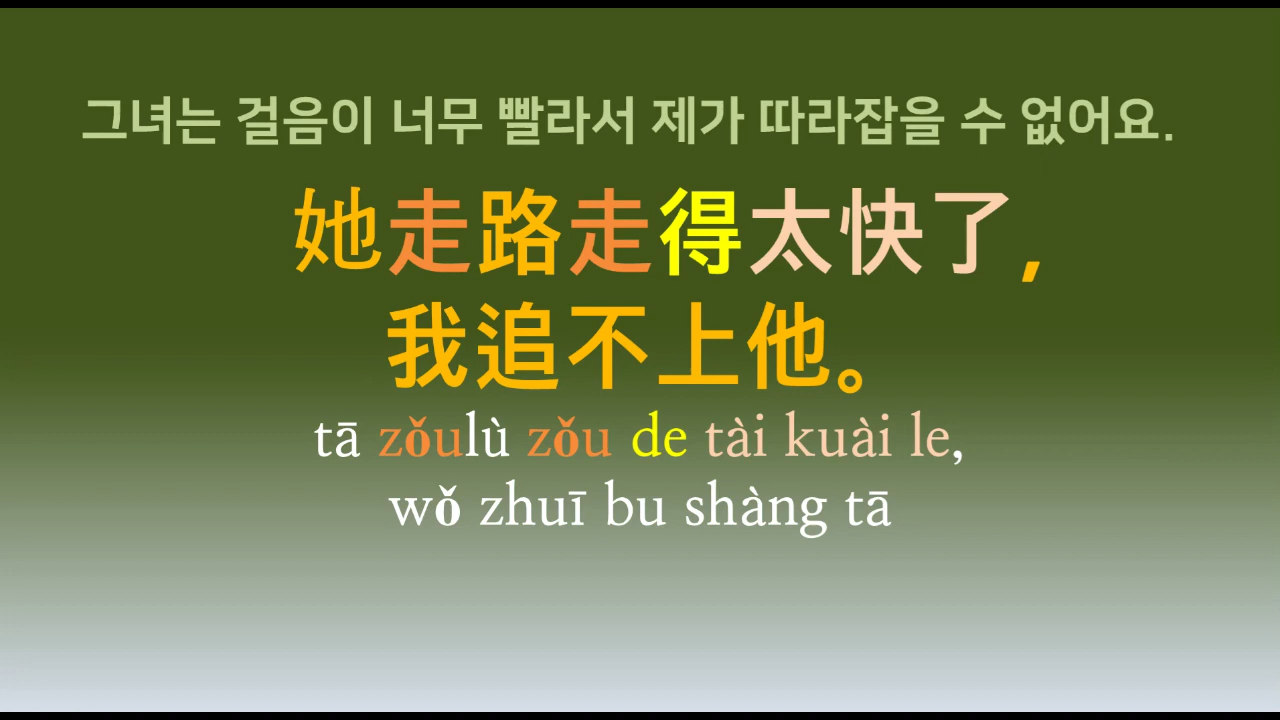 그녀는 걸음이 너무 빨라서 제가 따라잡을 수 없어요.
她走路走得太快了,
我追不上他。
tā zǒulù zǒu de tài kuài le,
wǒ zhuī bu shàng tā